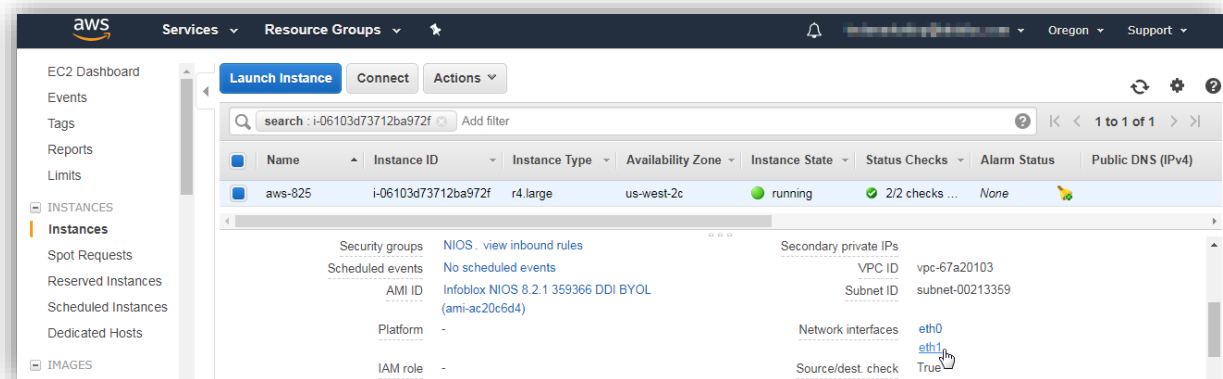 aws Services Resource Groups Oregon Support
EC2 Dashboard
Events
Tags
Reports
Limits
INSTANCES
Instances
Spot Requests
Reserved Instances
Scheduled Instances
Dedicated Hosts
IMAGES
Launch Instance Connect Actions
search : i-06103d73712ba972f Add filter 1 to 1 of 1
Name Instance ID Instance Type Availability Zone Instance State Status Checks Alarm Status Public DNS (IPv4)
aws-825 i-06103d73712ba972f r4.large us-west-2c running 2/2 checks ... None
Security groups NIOS . view inbound rules
Scheduled events No scheduled events
AMI ID Infoblox NIOS 8.2.1 359366 DDI BYOL
(ami-ac20c6d4)
Platform -
IAM role -
Secondary private IPs
VPC ID vpc-67a20103
Subnet ID subnet-00213359
Network interfaces eth0
eth1
Source/dest. check True